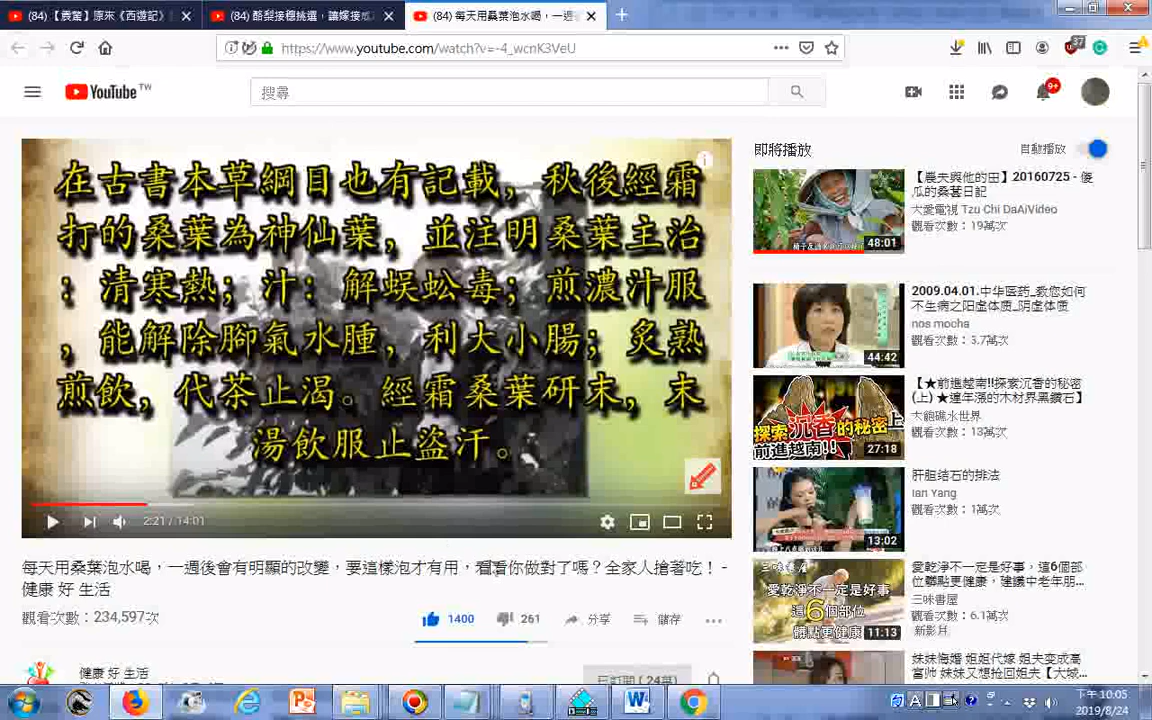 (84) 【震驚】原來《西遊記》
(84) 酪梨接穗挑選，讓嫁接成
(84) 每天用桑葉泡水喝，一週
https://www.youtube.com/watch?v=-4_wcnK3VeU
37
YouTube TW
搜尋
9+
在古書本草綱目也有記載，秋後經霜
打的桑葉為神仙葉，並注明桑葉主治
：清寒熱；汁：解蜈蚣毒；煎濃汁服
，能解除腳氣水腫，利大小腸；炙熟
煎飲，代茶止渴。經霜桑葉研末，末
湯飲服止盜汗。
2:21 / 14:01
每天用桑葉泡水喝，一週後會有明顯的改變，要這樣泡才有用，看看你做對了嗎？全家人搶著吃！ -
健康 好 生活
觀看次數：234,597次
1400
261
分享
儲存
健康 好 生活
已訂閱 ( 24萬)
即將播放
自動播放
48:01
【農夫與他的田】20160725 - 傻
瓜的桑葚日記
大愛電視 Tzu Chi DaAiVideo
觀看次數：19萬次
44:42
2009.04.01.中华医药_教您如何
不生病之阳虚体质_阴虚体质
nos mocha
觀看次數：3.7萬次
探索沉香的秘密
前進越南!!
27:18
【★前進越南!!探索沉香的秘密
(上) ★連年漲的木材界黑鑽石】
大鉋礁水世界
觀看次數：13萬次
13:02
肝胆结石的排法
Ian Yang
觀看次數：1萬次
愛乾淨不一定是好事
這6個部位
髒點更健康
11:13
愛乾淨不一定是好事，這6個部
位髒點更健康，建議中老年朋...
三味書屋
觀看次數：6.1萬次
新影片
妹妹悔婚 姐姐代嫁 姐夫变成高
富帅 妹妹又想抢回姐夫【大城...
下午 10:05
2019/8/24